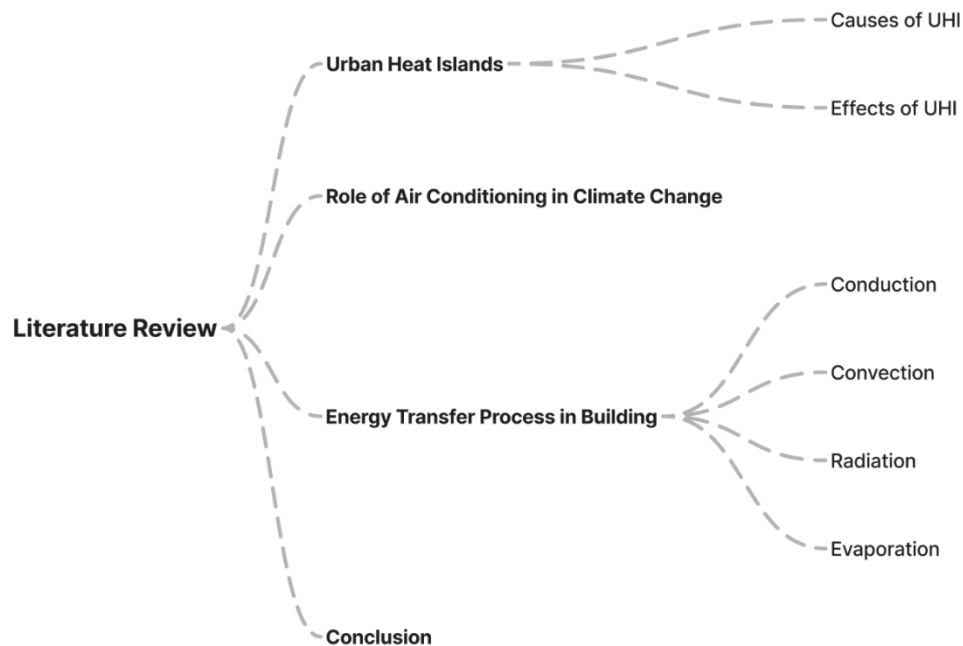 Literature Review
Urban Heat Islands
Causes of UHI
Effects of UHI
Role of Air Conditioning in Climate Change
Energy Transfer Process in Building
Conduction
Convection
Radiation
Evaporation
Conclusion